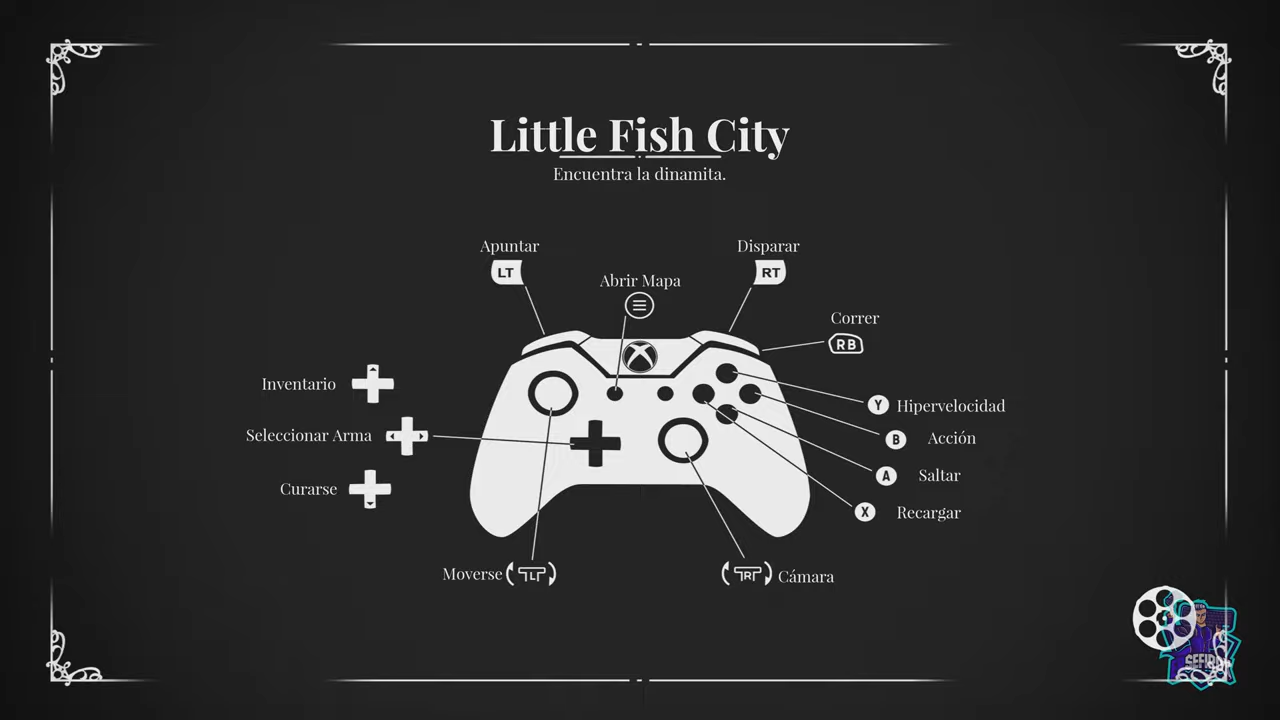 Little Fish City
Encuentra la dinamita.
Apuntar
LT
Disparar
RT
Abrir Mapa
Correr
RB
Inventario
Y Hipervelocidad
Seleccionar Arma
B Acción
A Saltar
Curarse
X Recargar
Moverse L
R Cámara